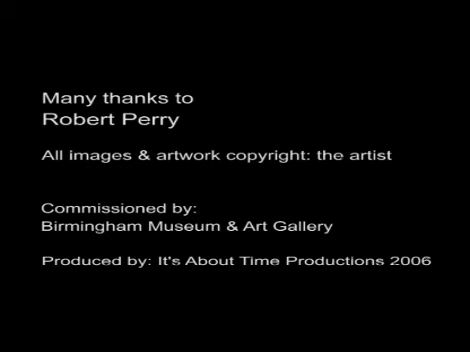 Many thanks to
Robert Perry
All images & artwork copyright: the artist
Commissioned by:
Birmingham Museum & Art Gallery
Produced by: It's About Time Productions 2006